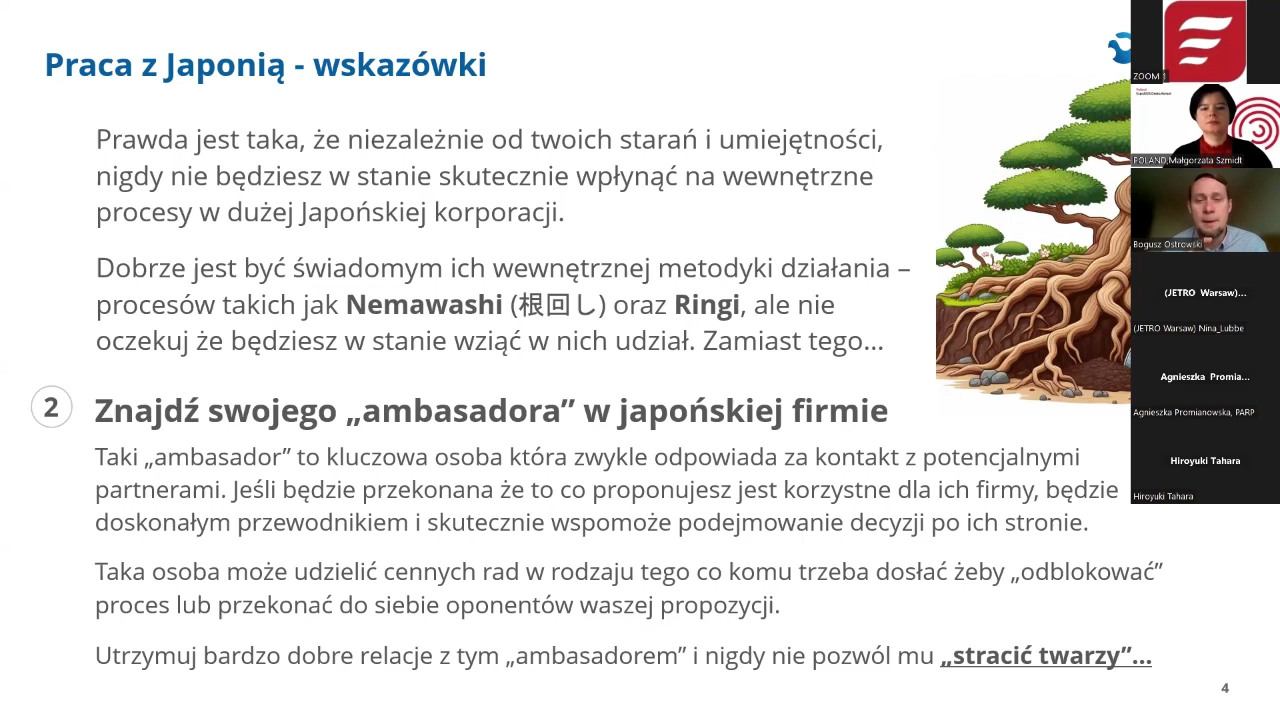 Praca z Japonią - wskazówki
Prawda jest taka, że niezależnie od twoich starań i umiejętności,
nigdy nie będziesz w stanie skutecznie wpłynąć na wewnętrzne
procesy w dużej Japońskiej korporacji.
Dobrze jest być świadomym ich wewnętrznej metodyki działania –
procesów takich jak Nemawashi (根回し) oraz Ringi, ale nie
oczekuj że będziesz w stanie wziąć w nich udział. Zamiast tego...
2
Znajdź swojego „ambasadora” w japońskiej firmie
Taki „ambasador” to kluczowa osoba która zwykle odpowiada za kontakt z potencjalnymi
partnerami. Jeśli będzie przekonana że to co proponujesz jest korzystne dla ich firmy, będzie
doskonałym przewodnikiem i skutecznie wspomoże podejmowanie decyzji po ich stronie.
Taka osoba może udzielić cennych rad w rodzaju tego co komu trzeba dosłać żeby „odblokować”
proces lub przekonać do siebie oponentów waszej propozycji.
Utrzymuj bardzo dobre relacje z tym „ambasadorem” i nigdy nie pozwól mu „stracić twarzy”...
4
ZOOM 1
POLAND, Małgorzata Szmidt
Bogusz Ostrowski
(JETRO Warsaw)...
(JETRO Warsaw) Nina_Lubbe
Agnieszka Promia...
Agnieszka Promianowska, PARP
Hiroyuki Tahara
Hiroyuki Tahara